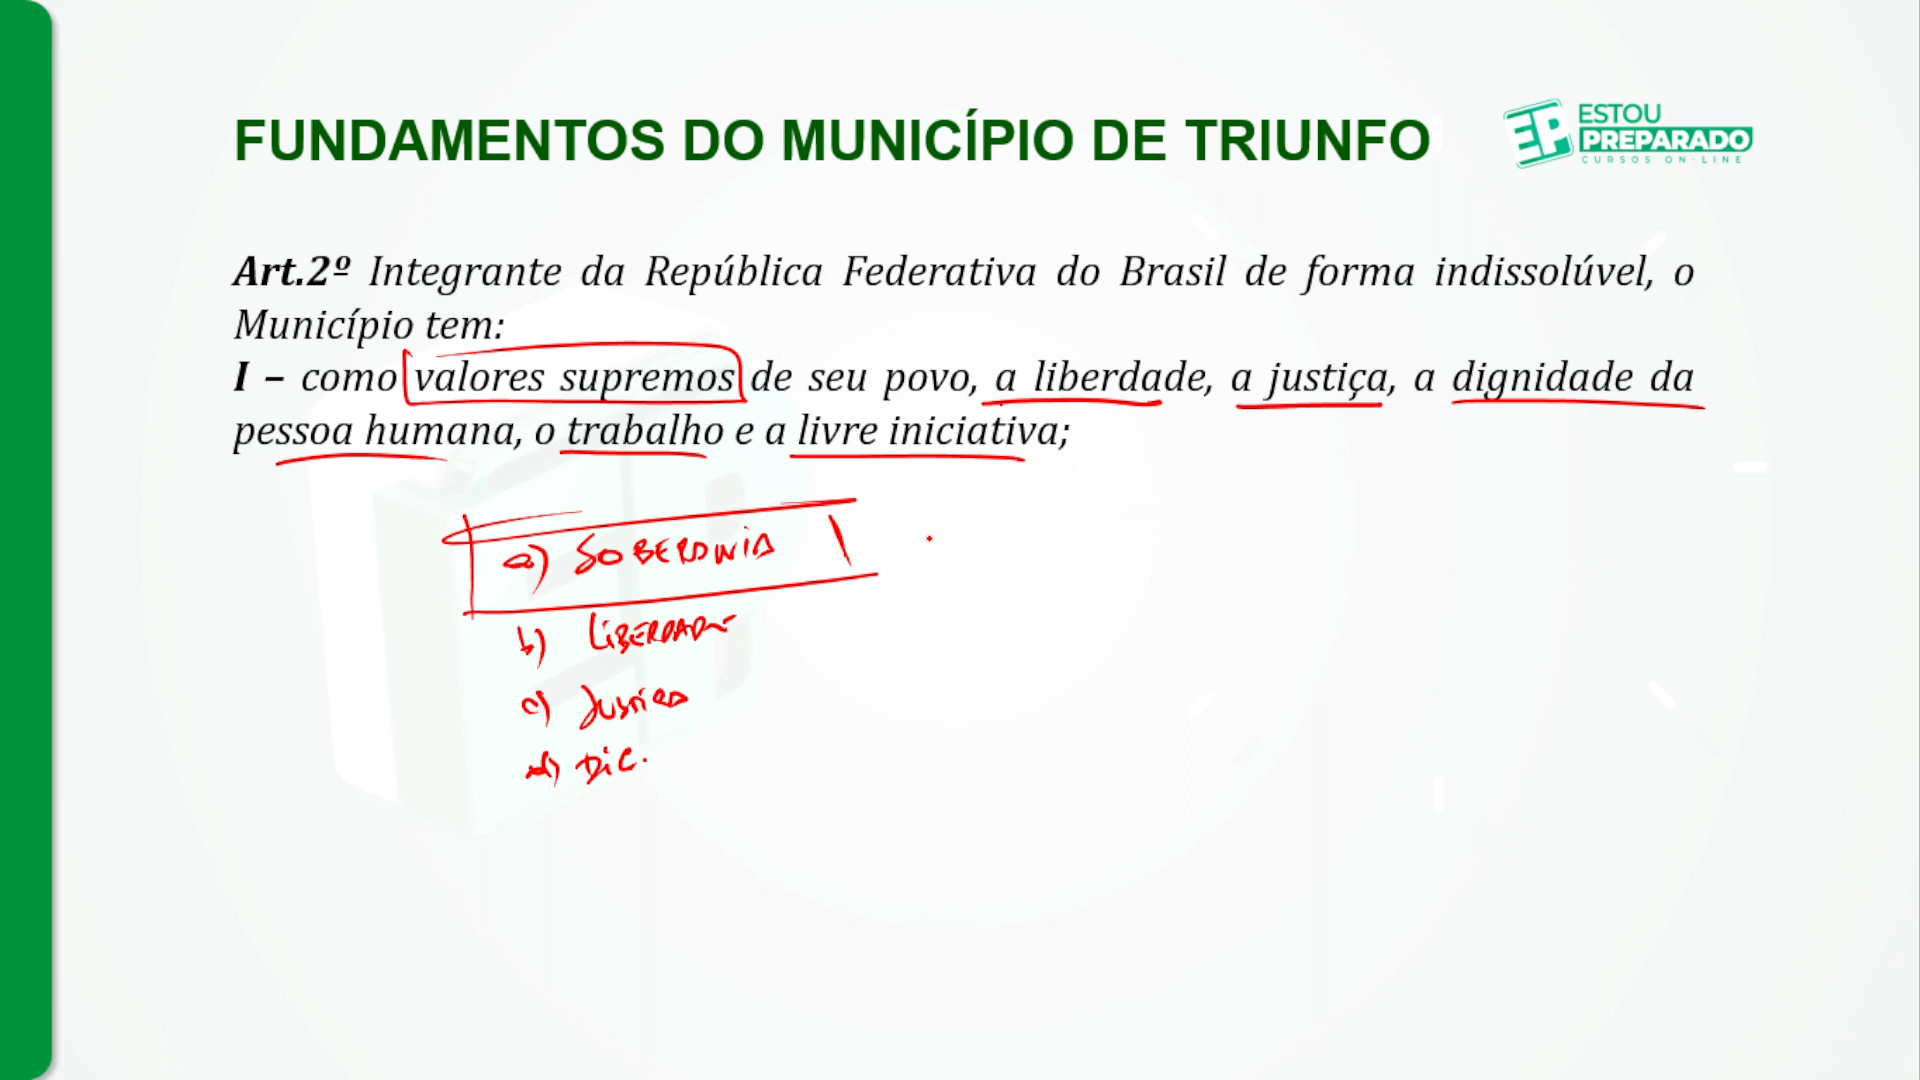 FUNDAMENTOS DO MUNICÍPIO DE TRIUNFO
ESTOU
PREPARADO
CURSOS ON-LINE
Art.2º Integrante da República Federativa do Brasil de forma indissolúvel, o
Município tem:
I – como valores supremos de seu povo, a liberdade, a justiça, a dignidade da
pessoa humana, o trabalho e a livre iniciativa;
a) SOBERANIA
b) LIBERDADE
c) JUSTIÇA
d) DIG.